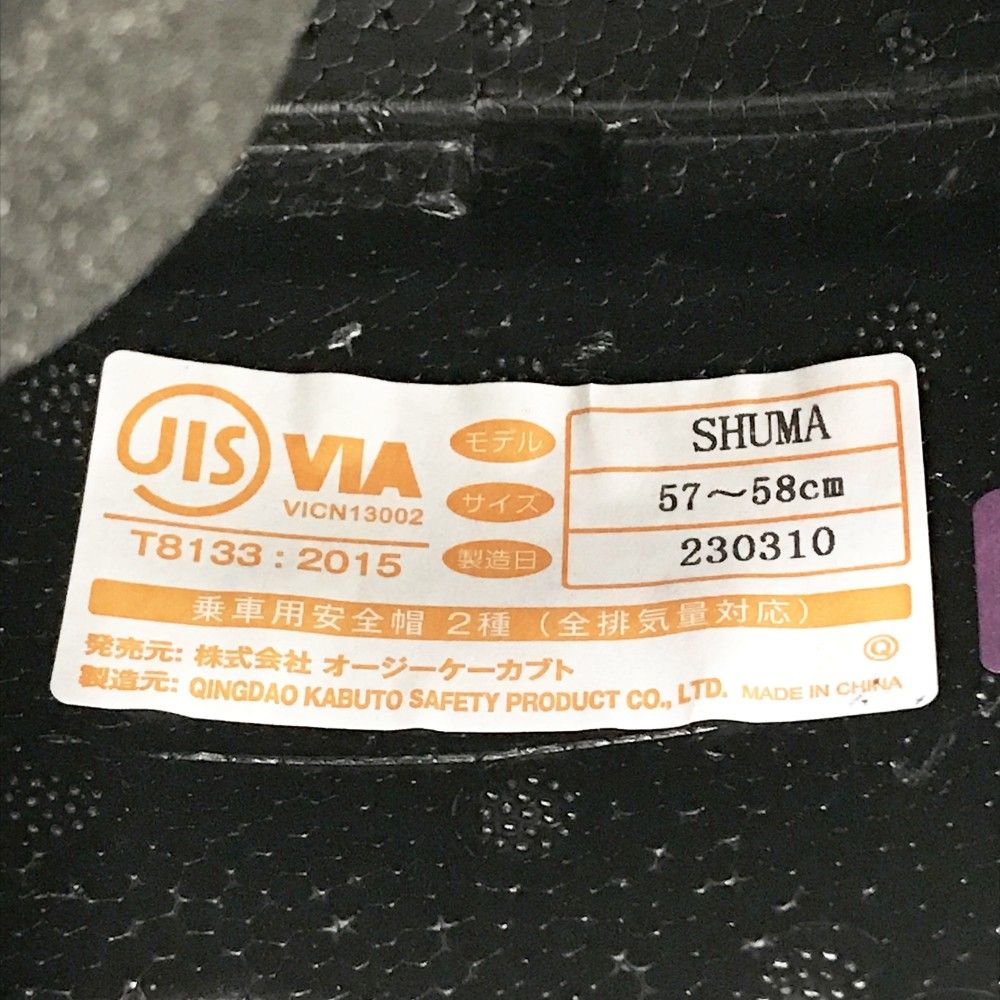 JIS VIA
VICN13002
T8133 : 2015
モデル SHUMA
サイズ 57～58cm
製造日 230310
乗車用安全帽 2種 (全排気量対応)
発売元: 株式会社 オージーケーカブト
Q
製造元: QINGDAO KABUTO SAFETY PRODUCT CO., LTD. MADE IN CHINA